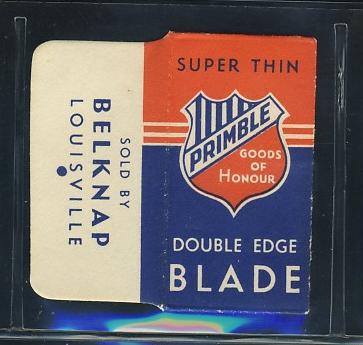 SUPER THIN
PRIMBLE
GOODS
OF
HONOUR
DOUBLE EDGE
BLADE
SOLD BY
BELKNAP
LOUISVILLE